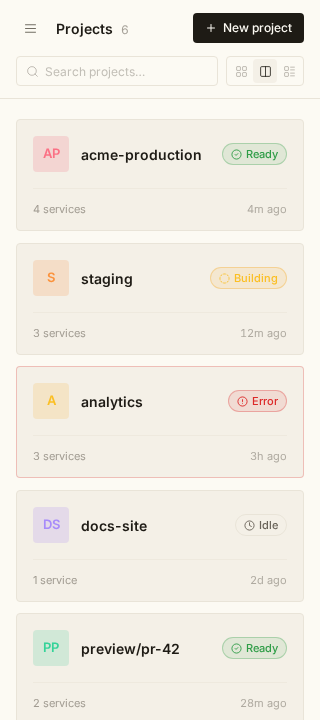 Projects 6
+ New project
Search projects...
AP acme-production Ready
4 services 4m ago
S staging Building
3 services 12m ago
A analytics Error
3 services 3h ago
DS docs-site Idle
1 service 2d ago
PP preview/pr-42 Ready
2 services 28m ago